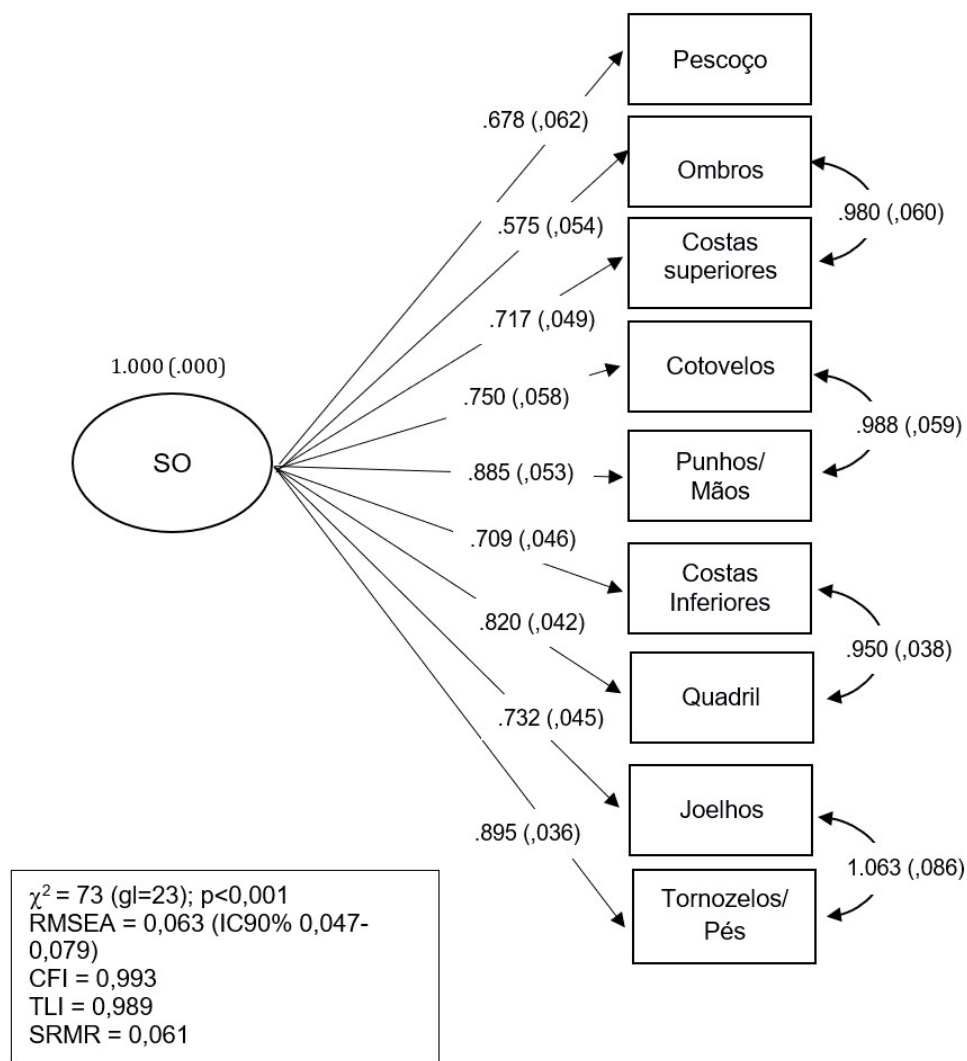 Pescoço
.678 (,062)
Ombros
.575 (,054)
.980 (,060)
Costas
superiores
.717 (,049)
1.000 (.000)
Cotovelos
.750 (,058)
.988 (,059)
SO
Punhos/
Mãos
.885 (,053)
.709 (,046)
Costas
Inferiores
.820 (,042)
.950 (,038)
Quadril
.732 (,045)
Joelhos
.895 (,036)
1.063 (,086)
Tornozelos/
Pés
χ² = 73 (gl=23); p<0,001
RMSEA = 0,063 (IC90% 0,047-
0,079)
CFI = 0,993
TLI = 0,989
SRMR = 0,061